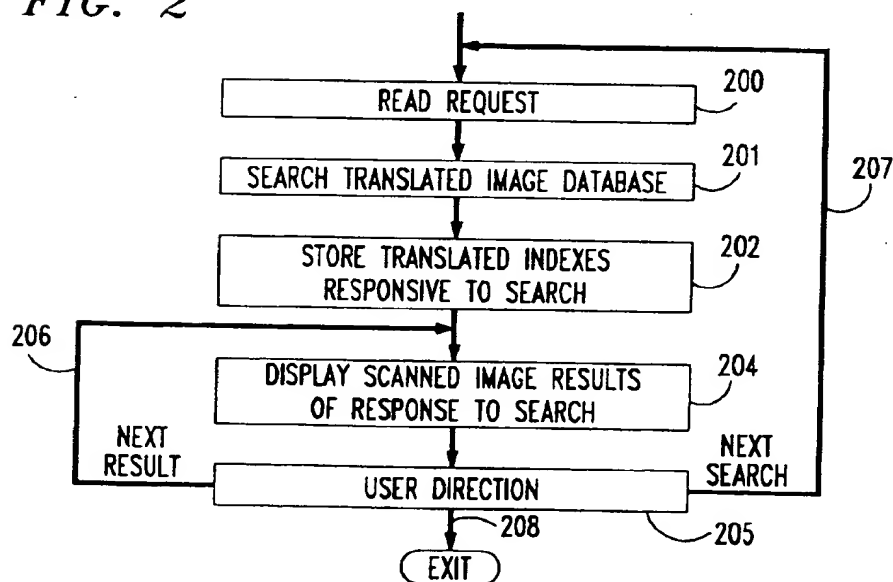 FIG. 2
READ REQUEST
200
SEARCH TRANSLATED IMAGE DATABASE
201
207
STORE TRANSLATED INDEXES
RESPONSIVE TO SEARCH
202
206
DISPLAY SCANNED IMAGE RESULTS
OF RESPONSE TO SEARCH
204
NEXT
RESULT
NEXT
SEARCH
USER DIRECTION
205
208
EXIT